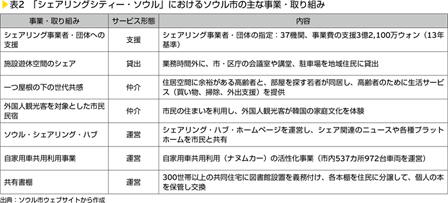 ▶表2 「シェアリングシティー・ソウル」におけるソウル市の主な事業・取り組み
事業・取り組み サービス形態 内容
シェアリング事業者・団体への支援 支援 シェアリング事業者・団体の指定:37機関、事業費の支援3億2,100万ウォン(13年基準)
施設遊休空間のシェア 貸出 業務時間外に、市・区庁の会議室や講堂、駐車場を地域住民に貸出
一つ屋根の下の世代共感 仲介 住居空間に余裕がある高齢者と、部屋を探す若者が同居し、高齢者のために生活サービス(買い物、掃除、外出支援)を提供
外国人観光客を対象とした市民民宿 仲介 市民の住まいを利用し、外国人観光客が韓国の家庭文化を体験
ソウル・シェアリング・ハブ 運営 シェアリング・ハブ・ホームページを運営し、シェア関連のニュースや各種プラットホームを市民と共有
自家用車共用利用事業 運営 自家用車共用利用(ナヌムカー)の活性化事業(市内537カ所972台車両を運営)
共有書棚 運営 300世帯以上の共同住宅に図書館設置を義務付け、各本棚を住民に分譲して、個人の本を保管し交換
出典:ソウル市ウェブサイトから作成